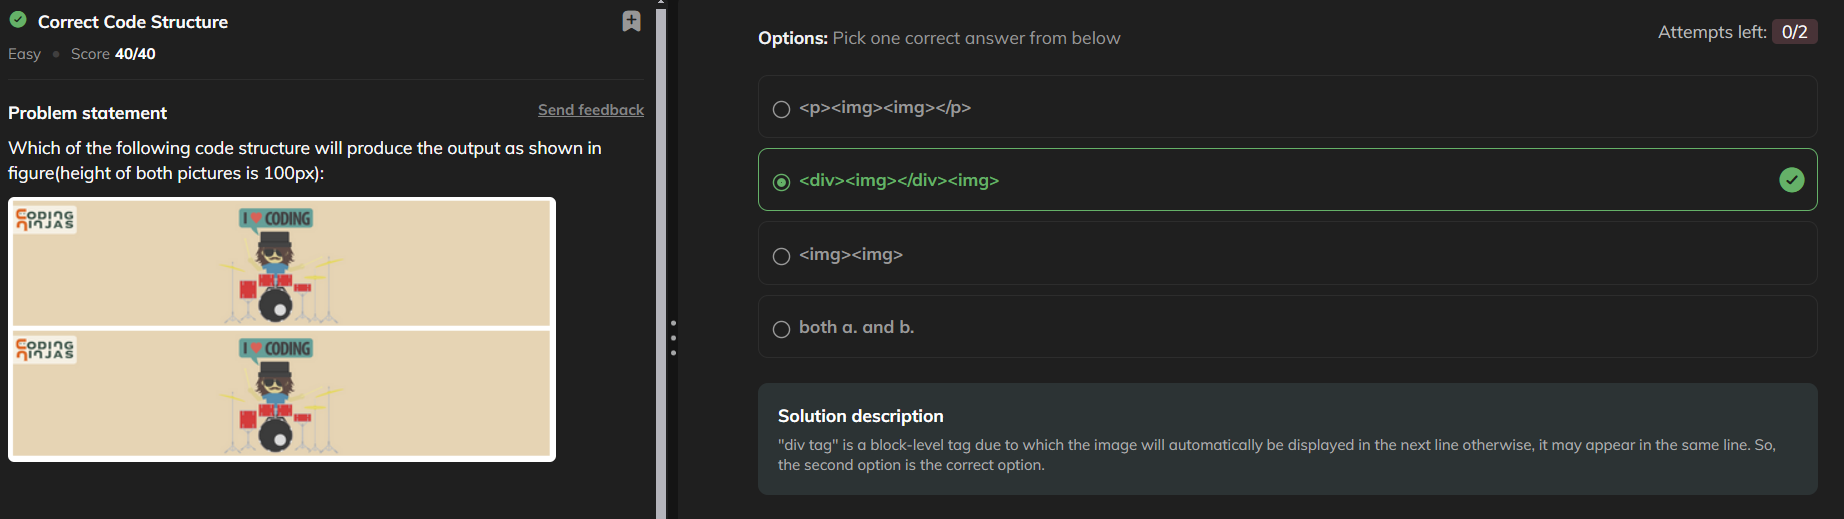 Correct Code Structure
Easy • Score 40/40
Problem statement
Send feedback
Which of the following code structure will produce the output as shown in
figure(height of both pictures is 100px):
CODING
NINJAS
I ❤ CODING
CODING
NINJAS
I ❤ CODING
Options: Pick one correct answer from below
Attempts left: 0/2
<p><img><img></p>
<div><img></div><img>
<img><img>
both a. and b.
Solution description
"div tag" is a block-level tag due to which the image will automatically be displayed in the next line otherwise, it may appear in the same line. So,
the second option is the correct option.